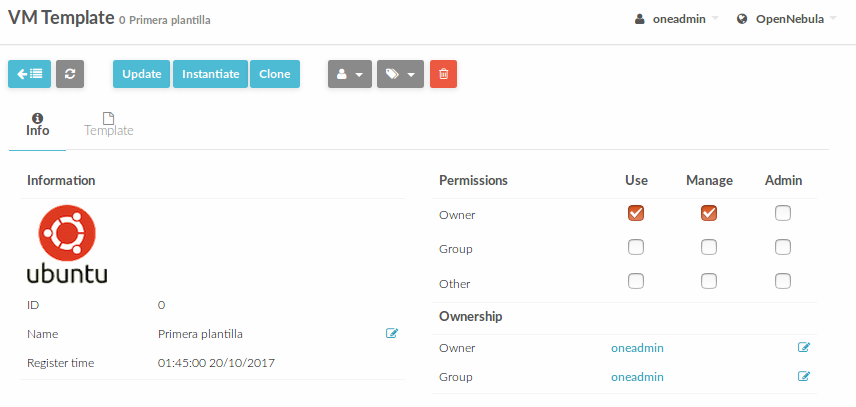 VM Template 0 Primera plantilla
oneadmin
OpenNebula
Update
Instantiate
Clone
Info
Template
Information
ubuntu
ID 0
Name Primera plantilla
Register time 01:45:00 20/10/2017
Permissions Use Manage Admin
Owner
Group
Other
Ownership
Owner oneadmin
Group oneadmin